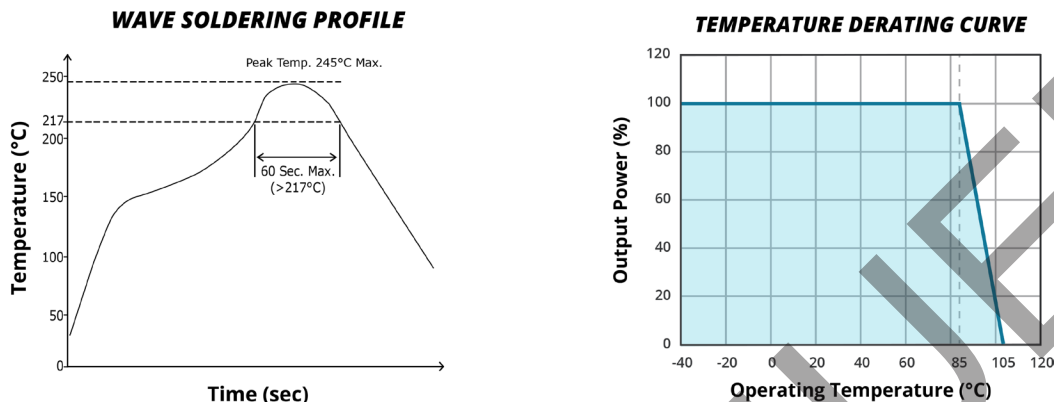 WAVE SOLDERING PROFILE
Peak Temp. 245°C Max.
250
217
200
150
100
50
0
60 Sec. Max.
(>217°C)
Temperature (°C)
Time (sec)
TEMPERATURE DERATING CURVE
120
100
80
60
40
20
0
-40 -20 0 20 40 60 85 105 120
Output Power (%)
Operating Temperature (°C)